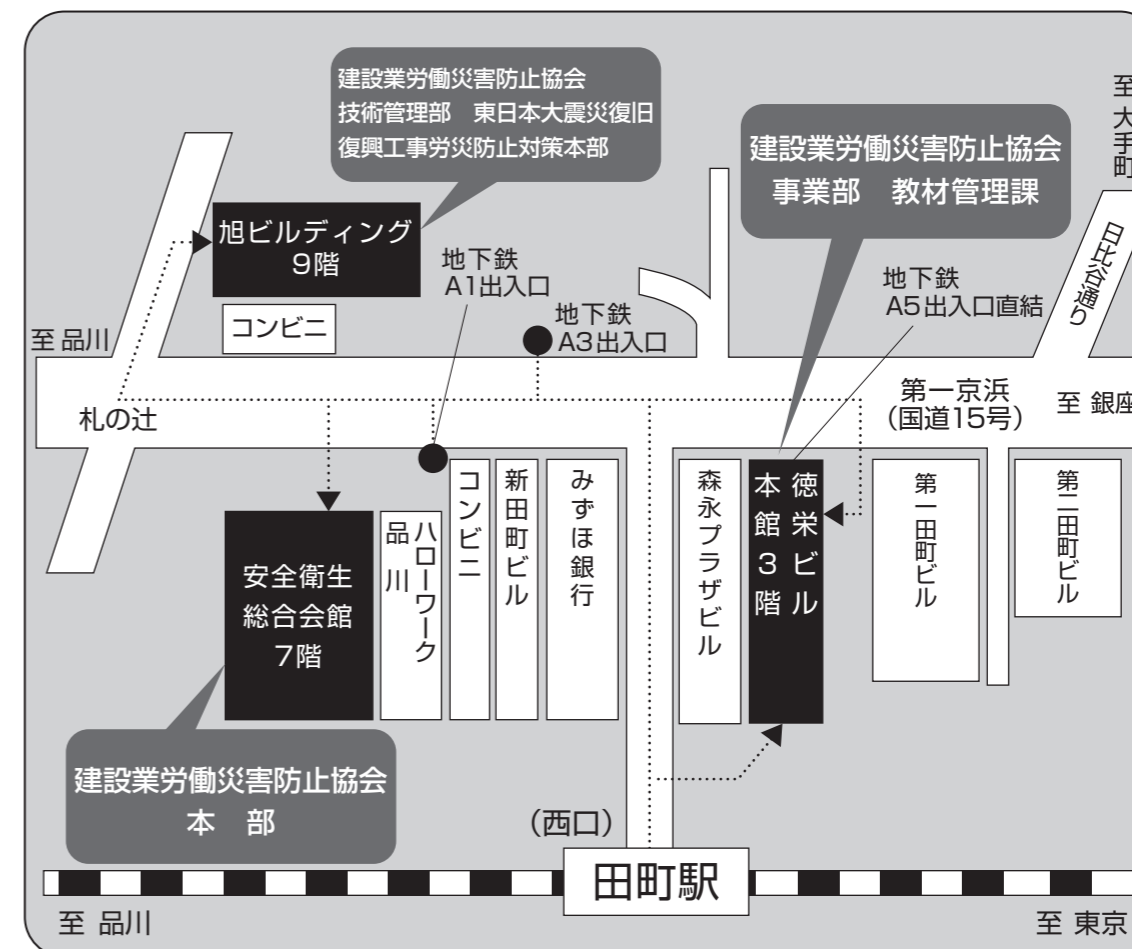 建設業労働災害防止協会
技術管理部　東日本大震災復旧
復興工事労災防止対策本部
建設業労働災害防止協会
事業部　教材管理課
至 大手町
日比谷通り
旭ビルディング
9階
コンビニ
地下鉄
A1出入口
地下鉄
A3出入口
地下鉄
A5出入口直結
至 品川
札の辻
第一京浜
（国道15号）
至 銀座
安全衛生
総合会館
7階
ハローワーク
品川
コンビニ
新田町ビル
みずほ銀行
森永プラザビル
徳栄ビル
本館3階
第一田町ビル
第二田町ビル
建設業労働災害防止協会
本　部
（西口）
田町駅
至 品川
至 東京